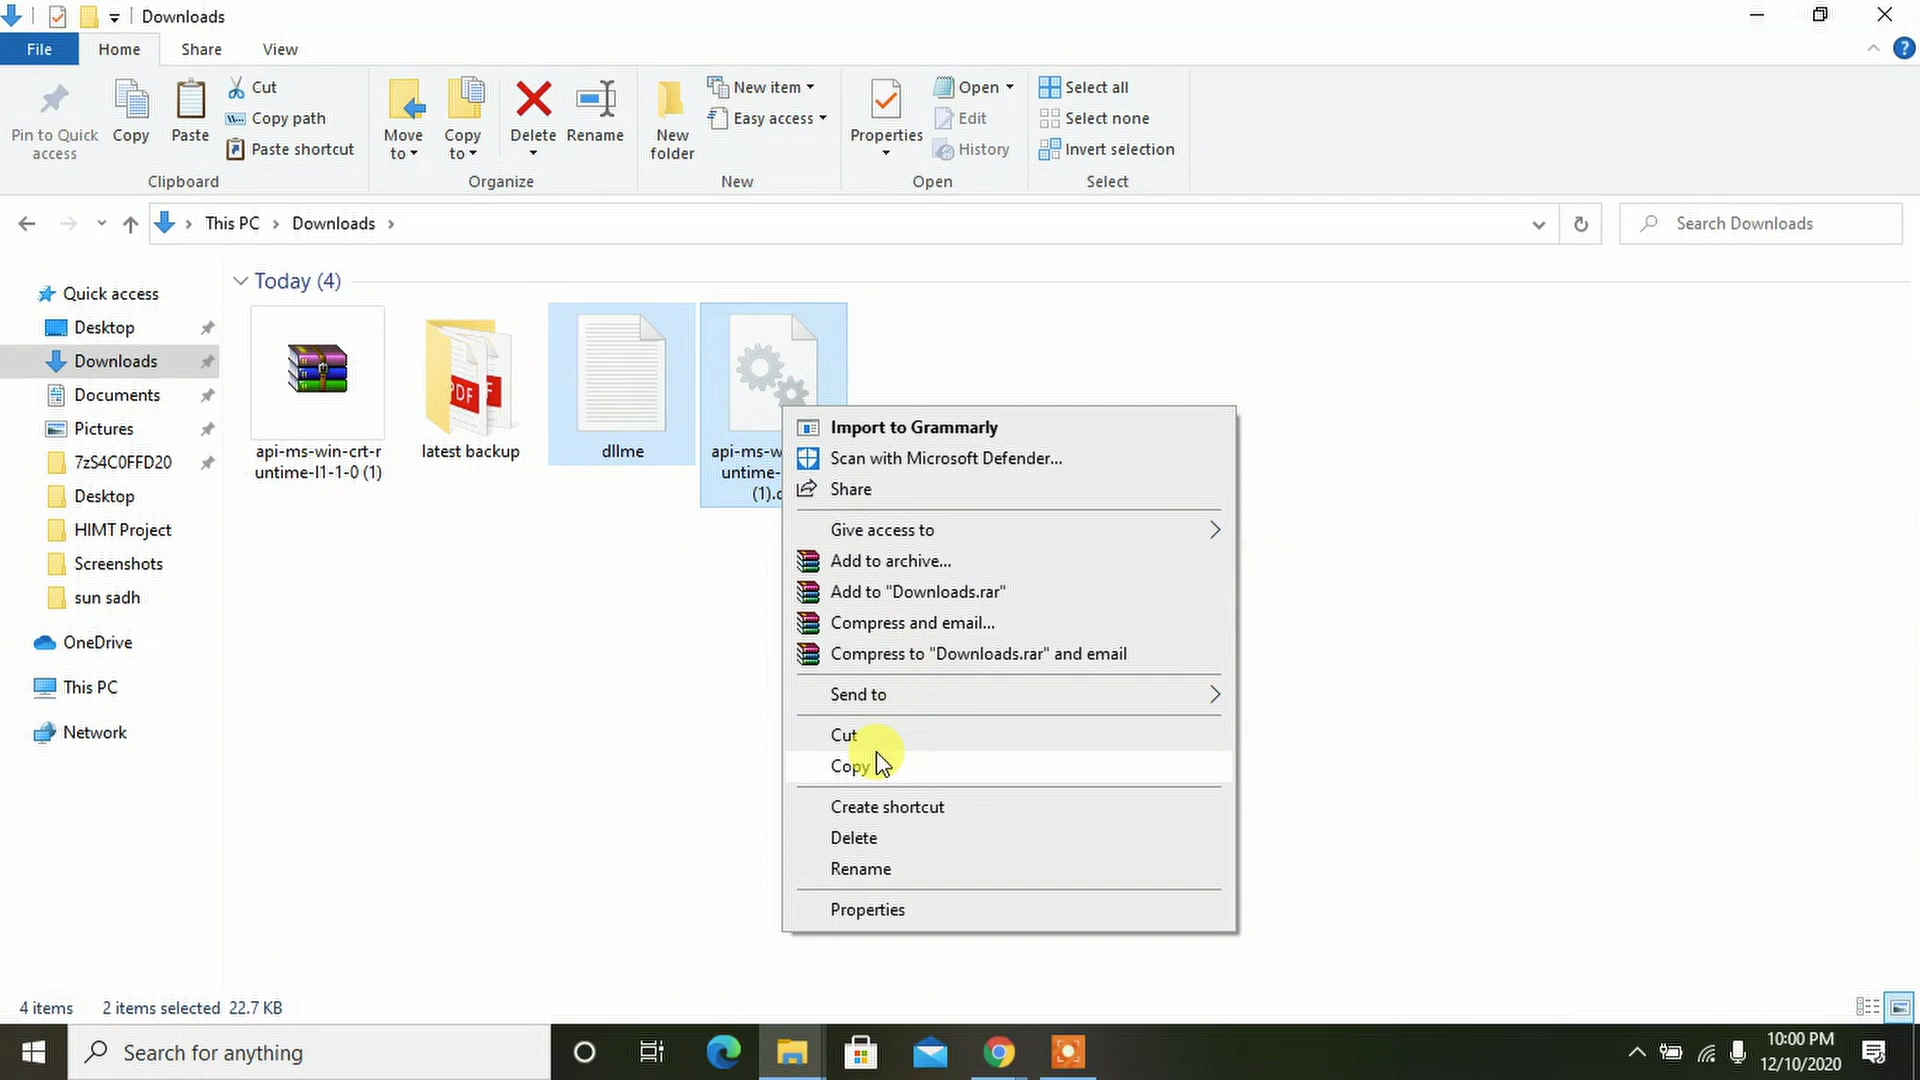 Downloads
File Home Share View
Pin to Quick access
Copy
Paste
Cut
Copy path
Paste shortcut
Clipboard
Move to
Copy to
Delete
Rename
Organize
New folder
New item
Easy access
New
Properties
Open
Edit
History
Open
Select all
Select none
Invert selection
Select
This PC Downloads
Search Downloads
Quick access
Desktop
Downloads
Documents
Pictures
7zS4C0FFD20
Desktop
HIMT Project
Screenshots
sun sadh
OneDrive
This PC
Network
Today (4)
api-ms-win-crt-r
untime-l1-1-0 (1)
PDF
latest backup
dllme
api-ms-w
untime-
(1).c
Import to Grammarly
Scan with Microsoft Defender...
Share
Give access to
Add to archive...
Add to "Downloads.rar"
Compress and email...
Compress to "Downloads.rar" and email
Send to
Cut
Copy
Create shortcut
Delete
Rename
Properties
4 items 2 items selected 22.7 KB
Search for anything
10:00 PM
12/10/2020